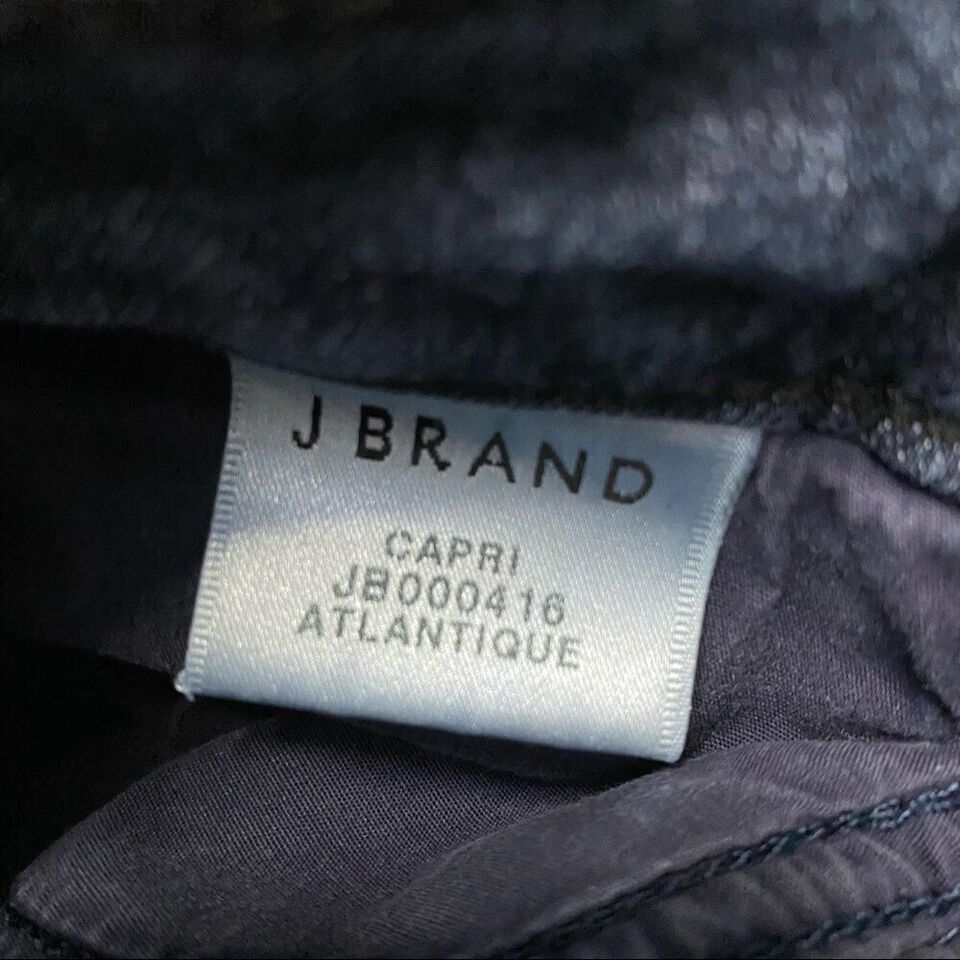 J BRAND
CAPRI
JB000416
ATLANTIQUE